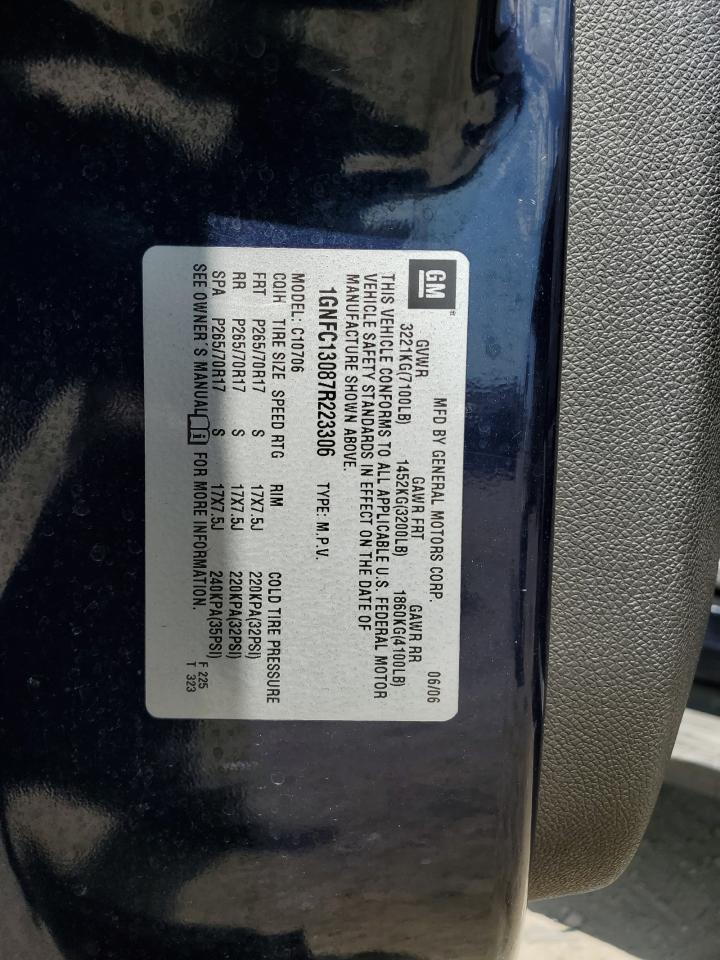 GM
MFD BY GENERAL MOTORS CORP. 06/06
GVWR GAWR FRT GAWR RR
3221KG(7100LB) 1452KG(3200LB) 1860KG(4100LB)
THIS VEHICLE CONFORMS TO ALL APPLICABLE U.S. FEDERAL MOTOR
VEHICLE SAFETY STANDARDS IN EFFECT ON THE DATE OF
MANUFACTURE SHOWN ABOVE.
1GNFC13087R223306 TYPE: M.P.V.
MODEL: C10706
CQIH TIRE SIZE SPEED RTG RIM COLD TIRE PRESSURE
FRT P265/70R17 S 17X7.5J 220KPA(32PSI)
RR P265/70R17 S 17X7.5J 220KPA(32PSI)
SPA P265/70R17 S 17X7.5J 240KPA(35PSI)
SEE OWNER'S MANUAL FOR MORE INFORMATION.
F 225
T 323